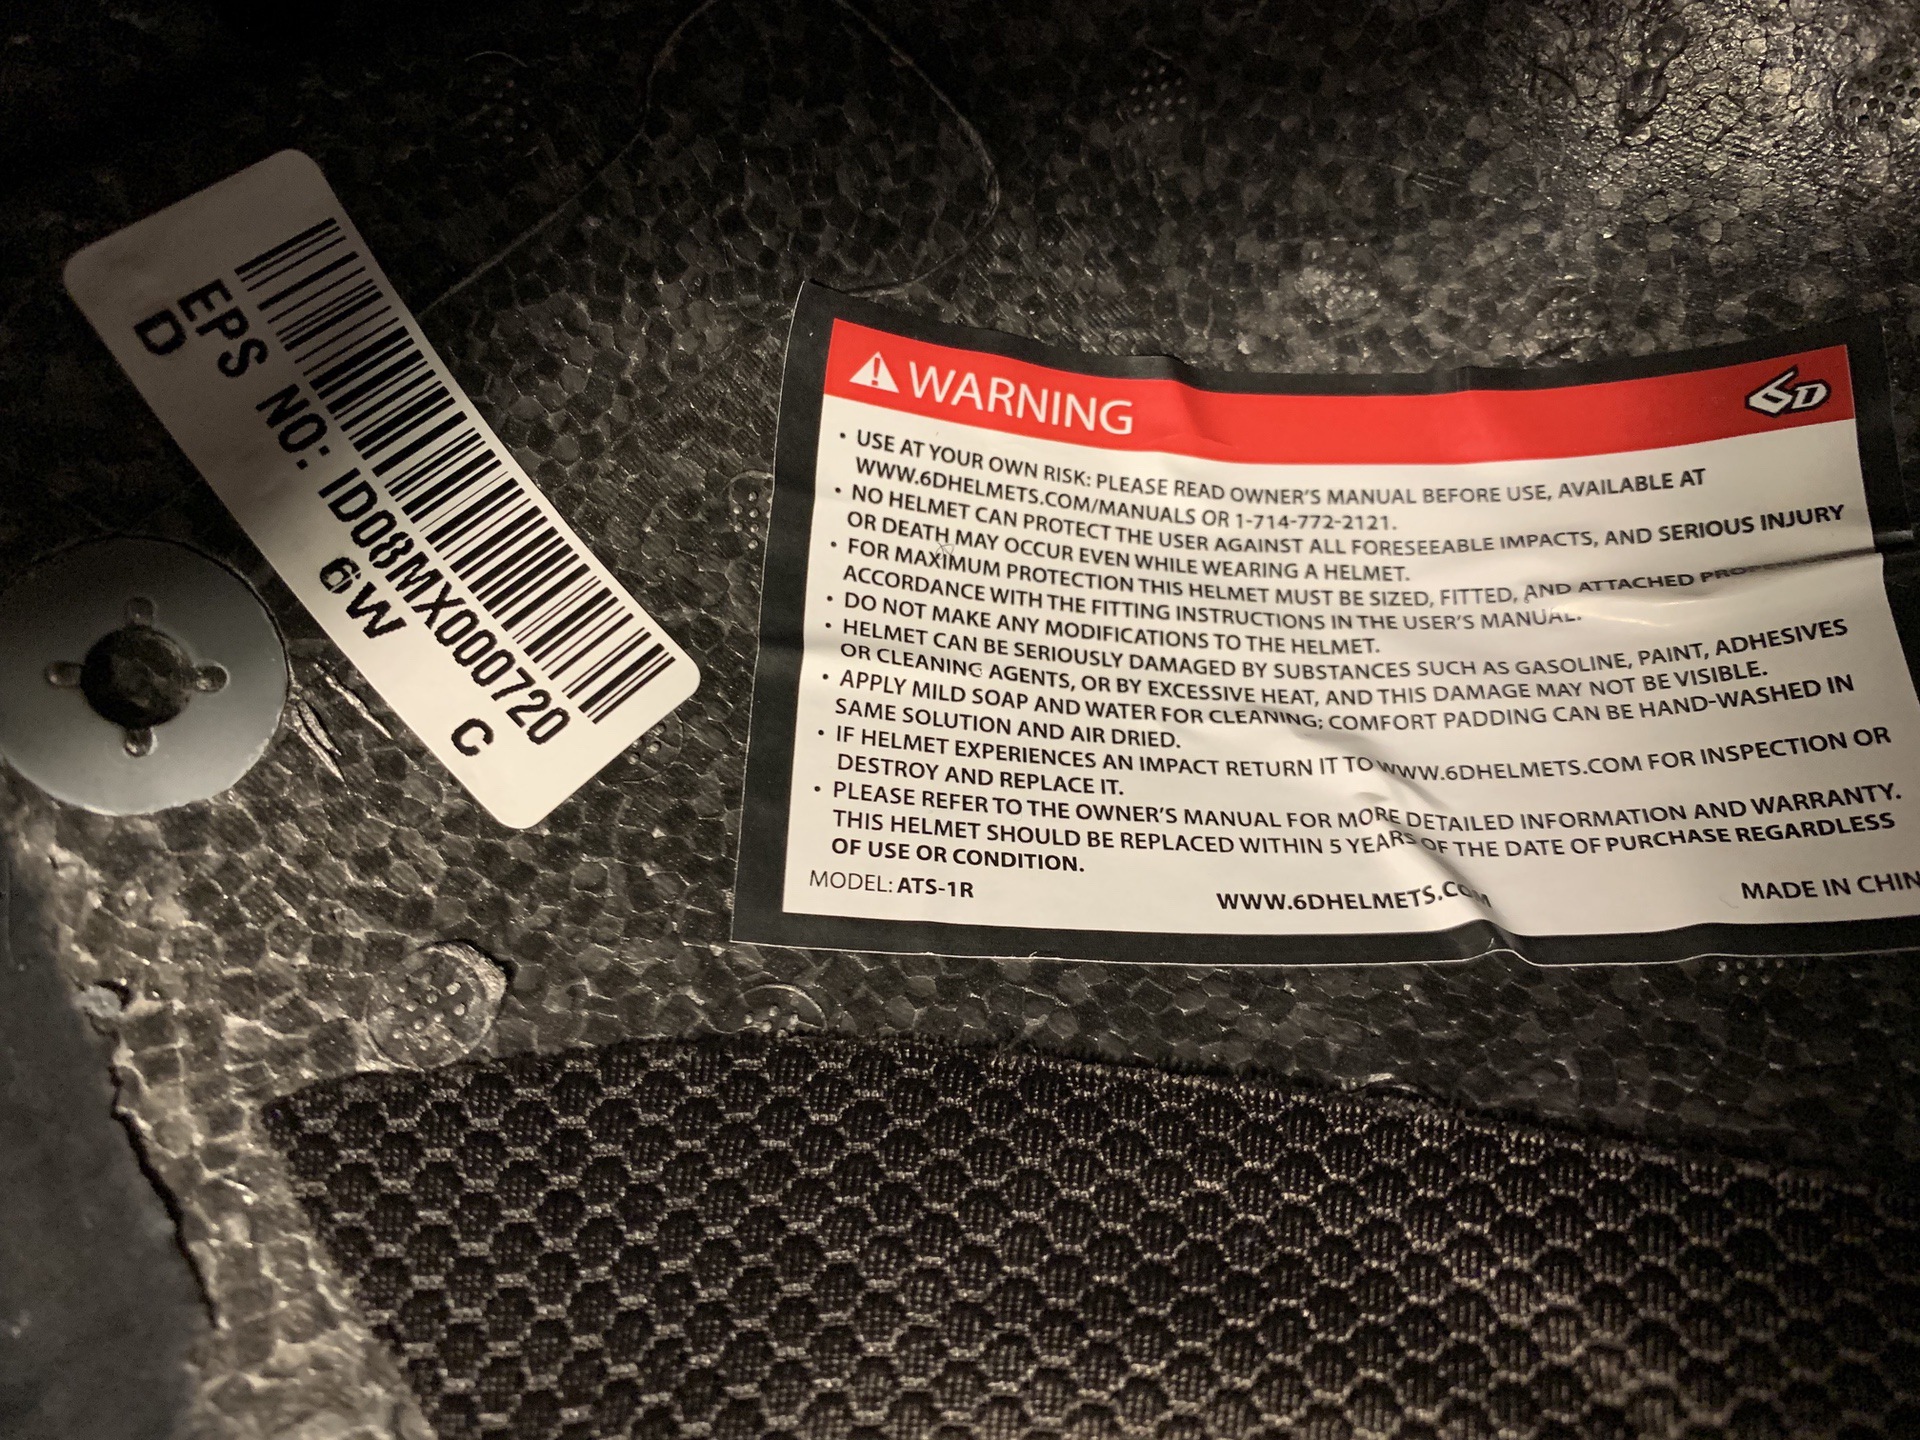 D
EPS NO: ID08MX000720
6W C
WARNING
6D
• USE AT YOUR OWN RISK: PLEASE READ OWNER'S MANUAL BEFORE USE, AVAILABLE AT
WWW.6DHELMETS.COM/MANUALS OR 1-714-772-2121.
• NO HELMET CAN PROTECT THE USER AGAINST ALL FORESEEABLE IMPACTS, AND SERIOUS INJURY
OR DEATH MAY OCCUR EVEN WHILE WEARING A HELMET.
• FOR MAXIMUM PROTECTION THIS HELMET MUST BE SIZED, FITTED, AND ATTACHED
ACCORDANCE WITH THE FITTING INSTRUCTIONS IN THE USER'S MANUAL.
• DO NOT MAKE ANY MODIFICATIONS TO THE HELMET.
• HELMET CAN BE SERIOUSLY DAMAGED BY SUBSTANCES SUCH AS GASOLINE, PAINT, ADHESIVES
OR CLEANING AGENTS, OR BY EXCESSIVE HEAT, AND THIS DAMAGE MAY NOT BE VISIBLE.
• APPLY MILD SOAP AND WATER FOR CLEANING; COMFORT PADDING CAN BE HAND-WASHED IN
SAME SOLUTION AND AIR DRIED.
• IF HELMET EXPERIENCES AN IMPACT RETURN IT TO WWW.6DHELMETS.COM FOR INSPECTION OR
DESTROY AND REPLACE IT.
• PLEASE REFER TO THE OWNER'S MANUAL FOR MORE DETAILED INFORMATION AND WARRANTY.
THIS HELMET SHOULD BE REPLACED WITHIN 5 YEARS OF THE DATE OF PURCHASE REGARDLESS
OF USE OR CONDITION.
MODEL: ATS-1R WWW.6DHELMETS.COM MADE IN CHIN